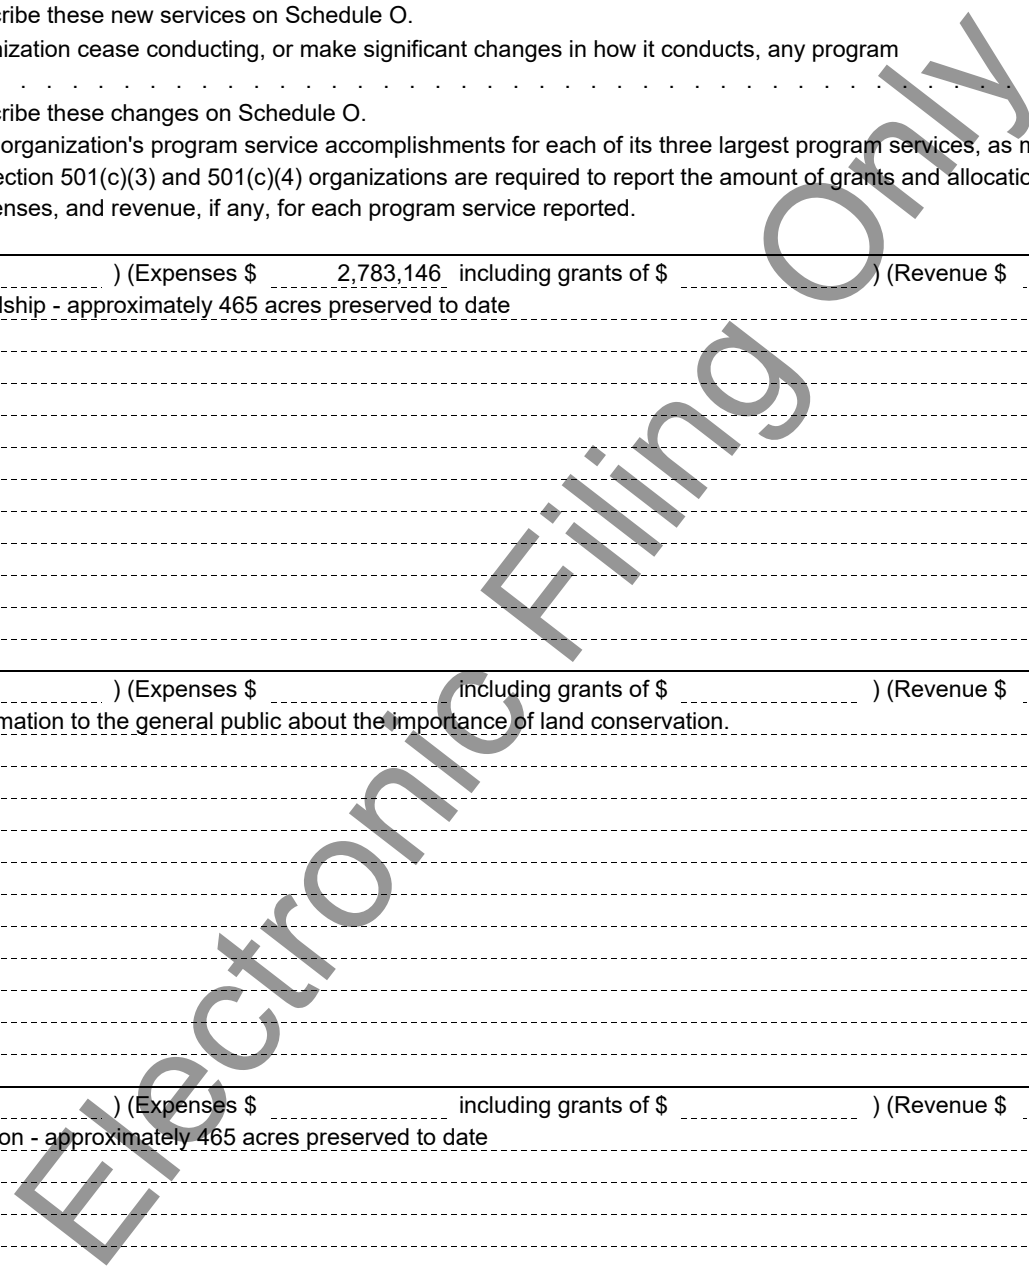 cribe these new services on Schedule O.
nization cease conducting, or make significant changes in how it conducts, any program
. . . . . . . . . . . . . . . . . . . . . . . . . . . . . . . . . . . . . . .
cribe these changes on Schedule O.
organization's program service accomplishments for each of its three largest program services, as m
ection 501(c)(3) and 501(c)(4) organizations are required to report the amount of grants and allocatio
enses, and revenue, if any, for each program service reported.
) (Expenses $ 2,783,146 including grants of $ ) (Revenue $
dship - approximately 465 acres preserved to date
) (Expenses $ including grants of $ ) (Revenue $
mation to the general public about the importance of land conservation.
) (Expenses $ including grants of $ ) (Revenue $
on - approximately 465 acres preserved to date
Electronic Filing Only